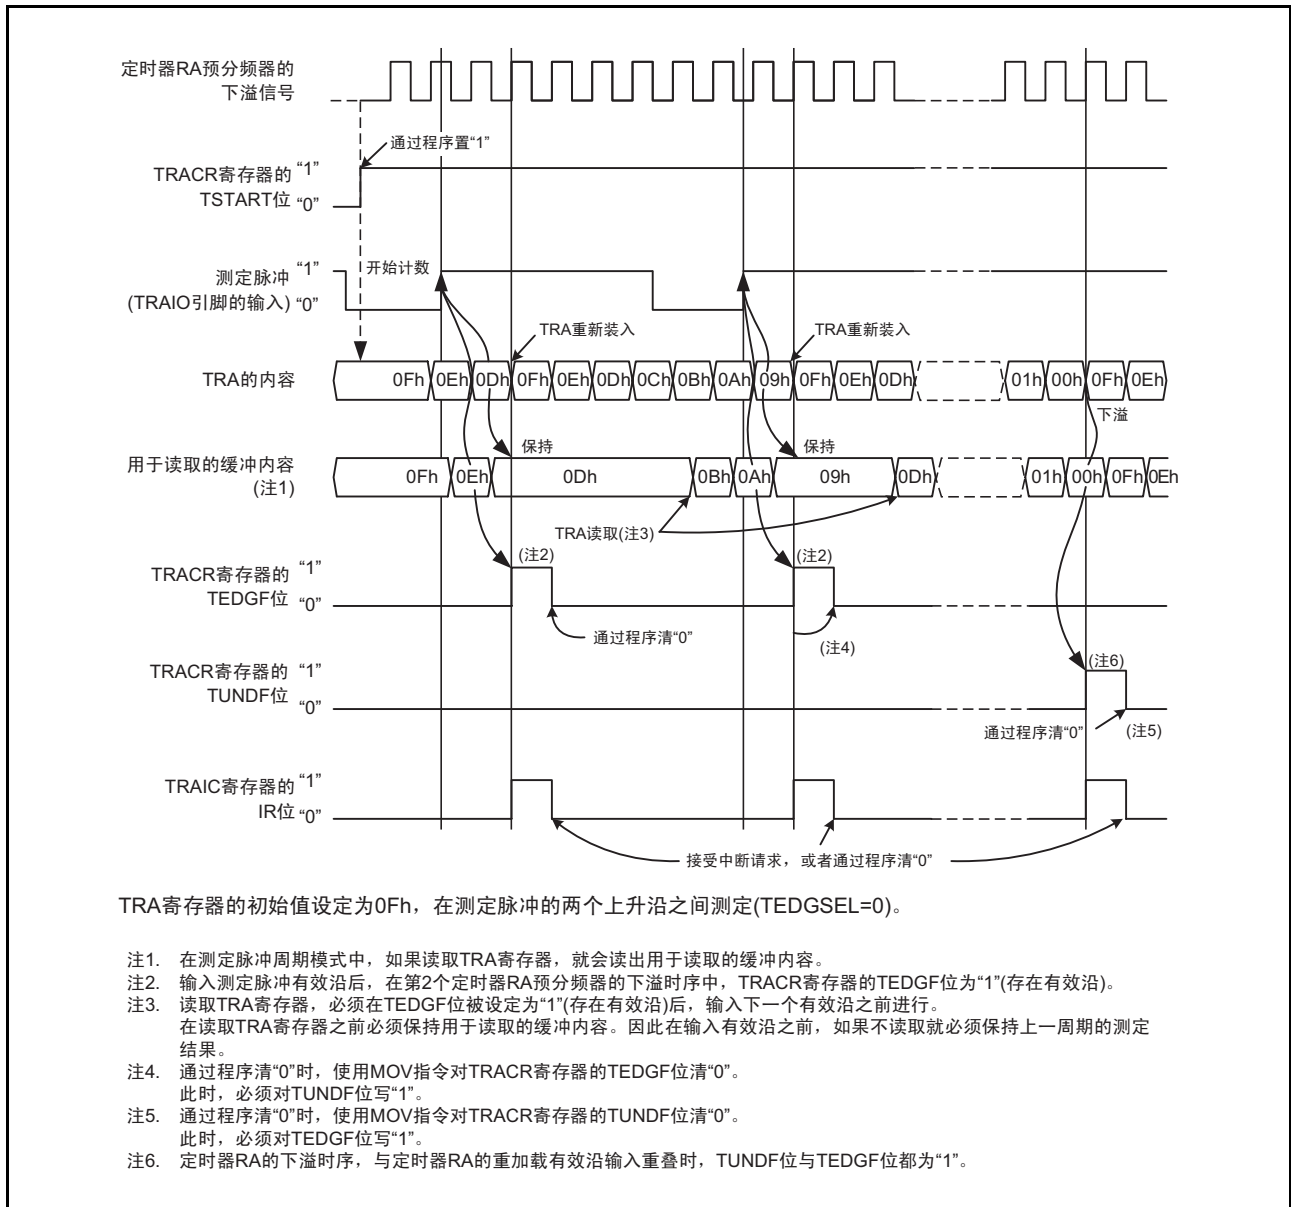 定时器RA预分频器的
下溢信号
通过程序置“1”
TRACR寄存器的 “1”
TSTART位 “0”
测定脉冲 “1” 开始计数
(TRAIO引脚的输入) “0”
TRA重新装入 TRA重新装入
TRA的内容 0Fh 0Eh 0Dh 0Fh 0Eh 0Dh 0Ch 0Bh 0Ah 09h 0Fh 0Eh 0Dh 01h 00h 0Fh 0Eh
下溢
保持 保持
用于读取的缓冲内容 0Fh 0Eh 0Dh 0Bh 0Ah 09h 0Dh 01h 00h 0Fh 0Eh
(注1)
TRA读取(注3)
(注2) (注2)
TRACR寄存器的 “1”
TEDGF位 “0”
通过程序清“0” (注4)
TRACR寄存器的 “1” (注6)
TUNDF位 “0”
通过程序清“0” (注5)
TRAIC寄存器的 “1”
IR位 “0”
接受中断请求，或者通过程序清“0”
TRA寄存器的初始值设定为0Fh，在测定脉冲的两个上升沿之间测定(TEDGSEL=0)。
注1. 在测定脉冲周期模式中，如果读取TRA寄存器，就会读出用于读取的缓冲内容。
注2. 输入测定脉冲有效沿后，在第2个定时器RA预分频器的下溢时序中，TRACR寄存器的TEDGF位为“1”(存在有效沿)。
注3. 读取TRA寄存器，必须在TEDGF位被设定为“1”(存在有效沿)后，输入下一个有效沿之前进行。
在读取TRA寄存器之前必须保持用于读取的缓冲内容。因此在输入有效沿之前，如果不读取就必须保持上一周期的测定
结果。
注4. 通过程序清“0”时，使用MOV指令对TRACR寄存器的TEDGF位清“0”。
此时，必须对TUNDF位写“1”。
注5. 通过程序清“0”时，使用MOV指令对TRACR寄存器的TUNDF位清“0”。
此时，必须对TEDGF位写“1”。
注6. 定时器RA的下溢时序，与定时器RA的重加载有效沿输入重叠时，TUNDF位与TEDGF位都为“1”。